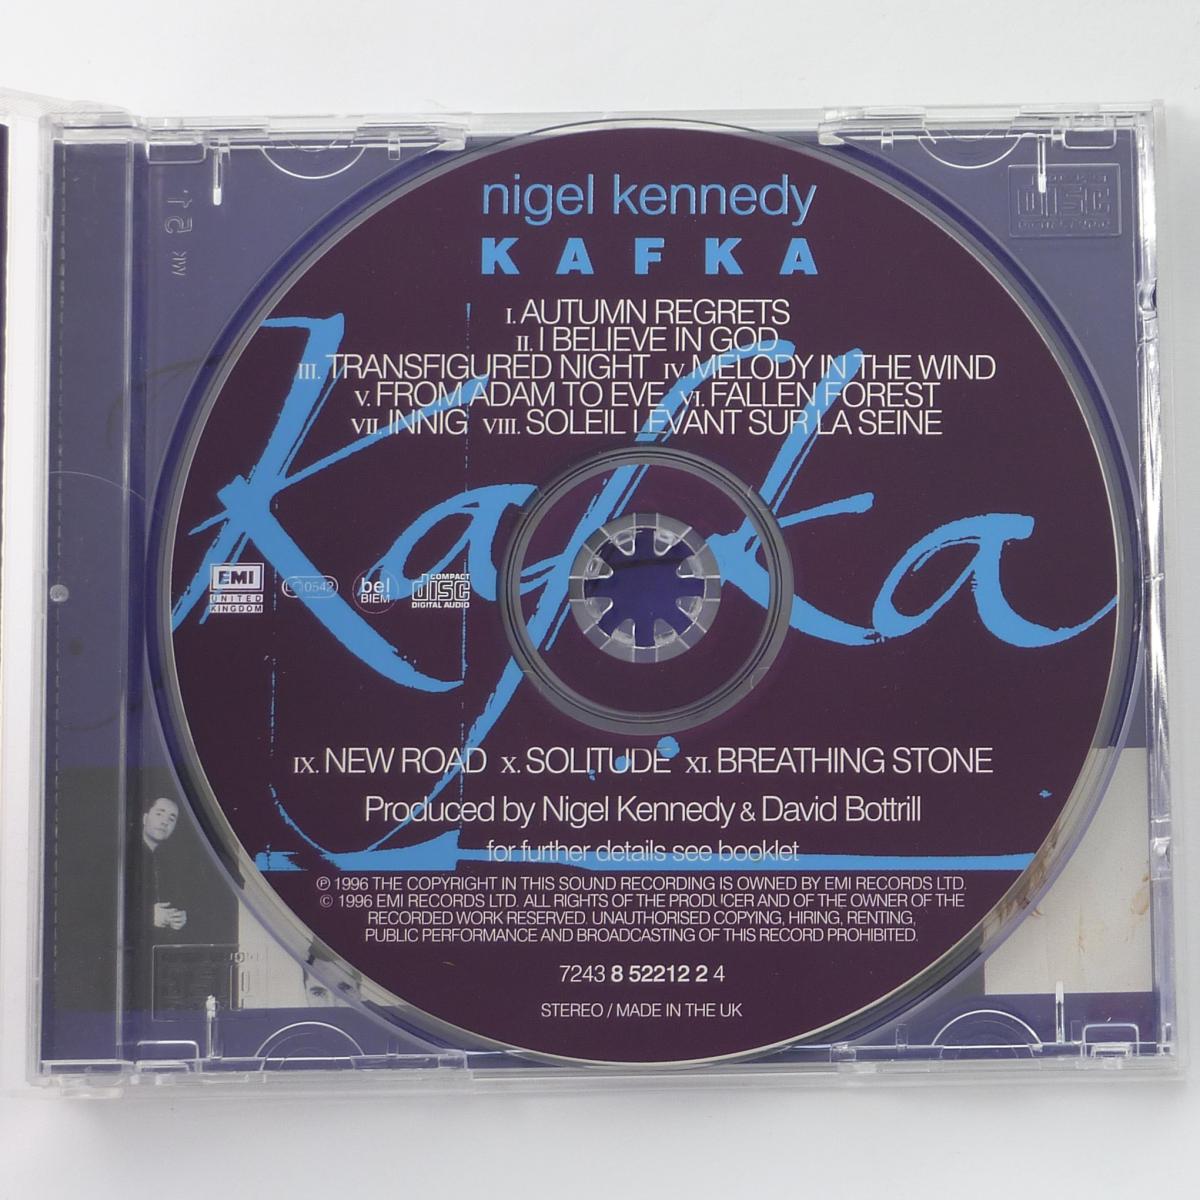 nigel kennedy
KAFKA
I. AUTUMN REGRETS
II. I BELIEVE IN GOD
III. TRANSFIGURED NIGHT IV. MELODY IN THE WIND
V. FROM ADAM TO EVE VI. FALLEN FOREST
VII. INNIG VIII. SOLEIL LEVANT SUR LA SEINE
Kafka
EMI
UNITED
KINGDOM
0542
bel
BIEM
COMPACT
disc
DIGITAL AUDIO
IX. NEW ROAD X. SOLITUDE XI. BREATHING STONE
Produced by Nigel Kennedy & David Bottrill
for further details see booklet
℗ 1996 THE COPYRIGHT IN THIS SOUND RECORDING IS OWNED BY EMI RECORDS LTD.
© 1996 EMI RECORDS LTD. ALL RIGHTS OF THE PRODUCER AND OF THE OWNER OF THE
RECORDED WORK RESERVED. UNAUTHORISED COPYING, HIRING, RENTING,
PUBLIC PERFORMANCE AND BROADCASTING OF THIS RECORD PROHIBITED.
7243 8 52212 2 4
STEREO / MADE IN THE UK